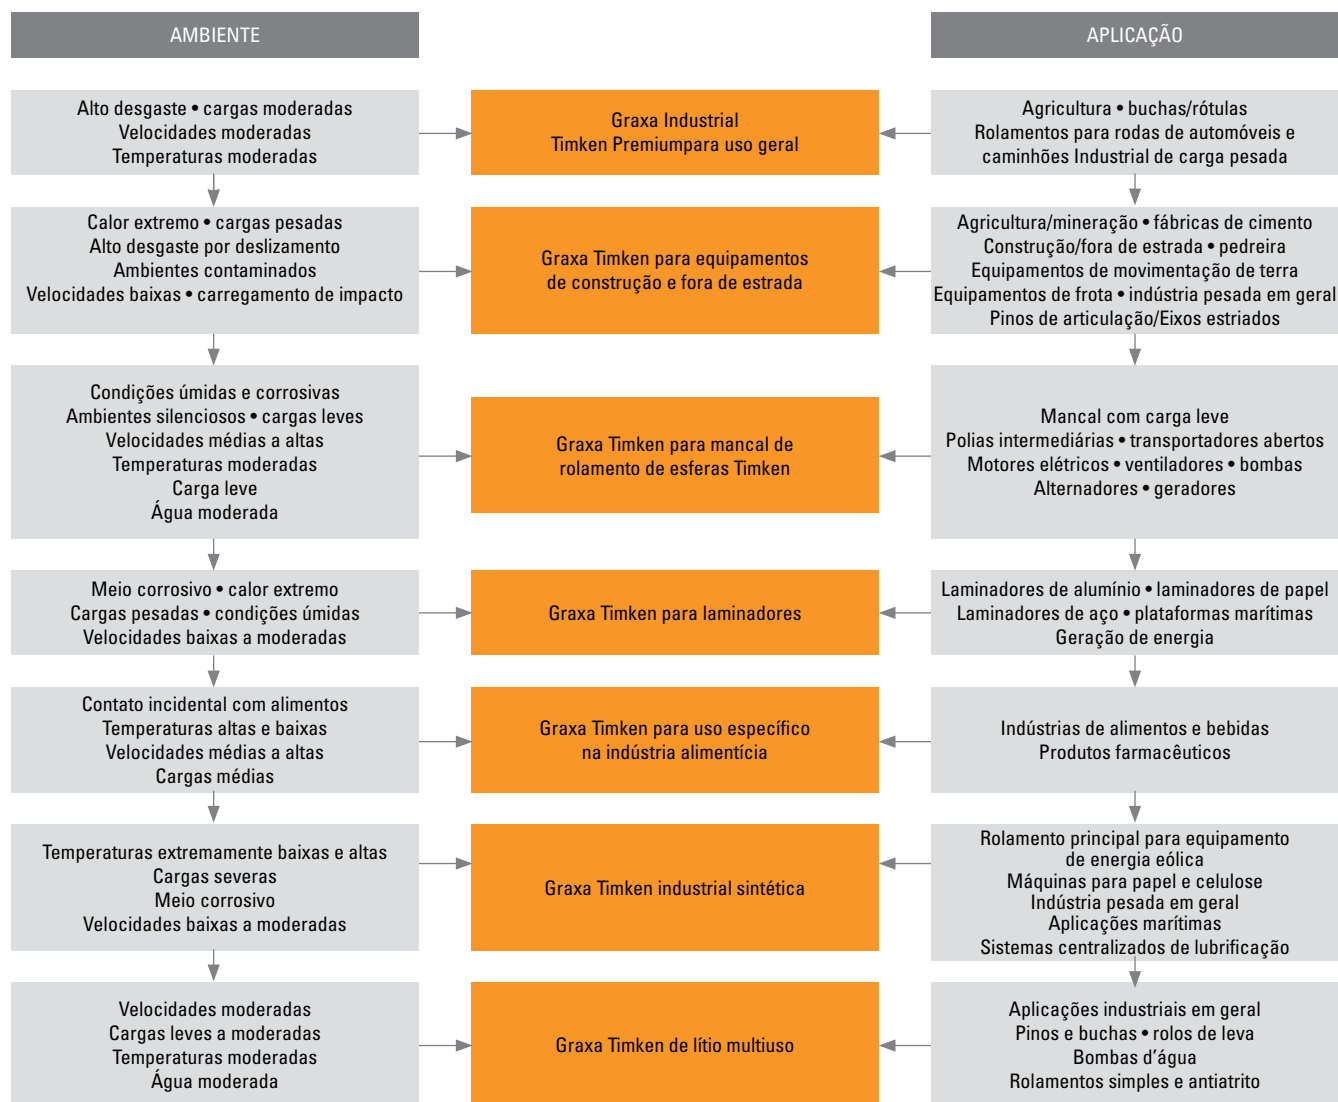 AMBIENTE
APLICAÇÃO
Alto desgaste • cargas moderadas
Velocidades moderadas
Temperaturas moderadas
Graxa Industrial
Timken Premiumpara uso geral
Agricultura • buchas/rótulas
Rolamentos para rodas de automóveis e
caminhões Industrial de carga pesada
Calor extremo • cargas pesadas
Alto desgaste por deslizamento
Ambientes contaminados
Velocidades baixas • carregamento de impacto
Graxa Timken para equipamentos
de construção e fora de estrada
Agricultura/mineração • fábricas de cimento
Construção/fora de estrada • pedreira
Equipamentos de movimentação de terra
Equipamentos de frota • indústria pesada em geral
Pinos de articulação/Eixos estriados
Condições úmidas e corrosivas
Ambientes silenciosos • cargas leves
Velocidades médias a altas
Temperaturas moderadas
Carga leve
Água moderada
Graxa Timken para mancal de
rolamento de esferas Timken
Mancal com carga leve
Polias intermediárias • transportadores abertos
Motores elétricos • ventiladores • bombas
Alternadores • geradores
Meio corrosivo • calor extremo
Cargas pesadas • condições úmidas
Velocidades baixas a moderadas
Graxa Timken para laminadores
Laminadores de alumínio • laminadores de papel
Laminadores de aço • plataformas marítimas
Geração de energia
Contato incidental com alimentos
Temperaturas altas e baixas
Velocidades médias a altas
Cargas médias
Graxa Timken para uso específico
na indústria alimentícia
Indústrias de alimentos e bebidas
Produtos farmacêuticos
Temperaturas extremamente baixas e altas
Cargas severas
Meio corrosivo
Velocidades baixas a moderadas
Graxa Timken industrial sintética
Rolamento principal para equipamento
de energia eólica
Máquinas para papel e celulose
Indústria pesada em geral
Aplicações marítimas
Sistemas centralizados de lubrificação
Velocidades moderadas
Cargas leves a moderadas
Temperaturas moderadas
Água moderada
Graxa Timken de lítio multiuso
Aplicações industriais em geral
Pinos e buchas • rolos de leva
Bombas d’água
Rolamentos simples e antiatrito